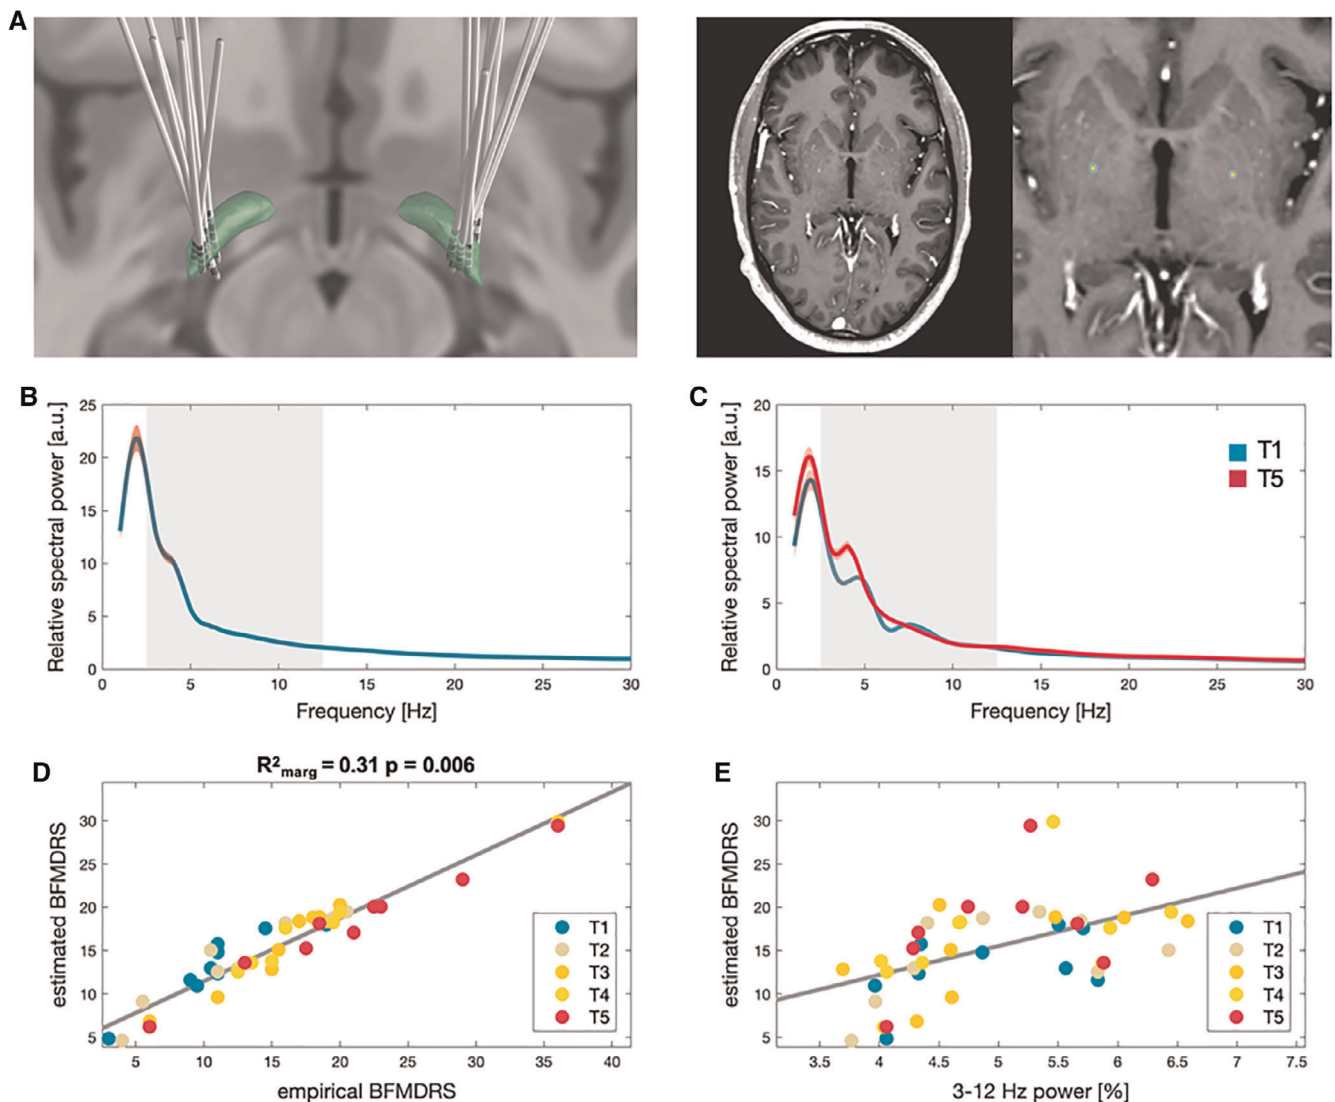 A
B
Relative spectral power [a.u.]
25
20
15
10
5
0
0 5 10 15 20 25 30
Frequency [Hz]
C
Relative spectral power [a.u.]
20
15
10
5
0
T1
T5
0 5 10 15 20 25 30
Frequency [Hz]
D
R²marg = 0.31 p = 0.006
estimated BFMDRS
30
25
20
15
10
5
T1
T2
T3
T4
T5
5 10 15 20 25 30 35 40
empirical BFMDRS
E
estimated BFMDRS
30
25
20
15
10
5
T1
T2
T3
T4
T5
3.5 4 4.5 5 5.5 6 6.5 7 7.5
3-12 Hz power [%]